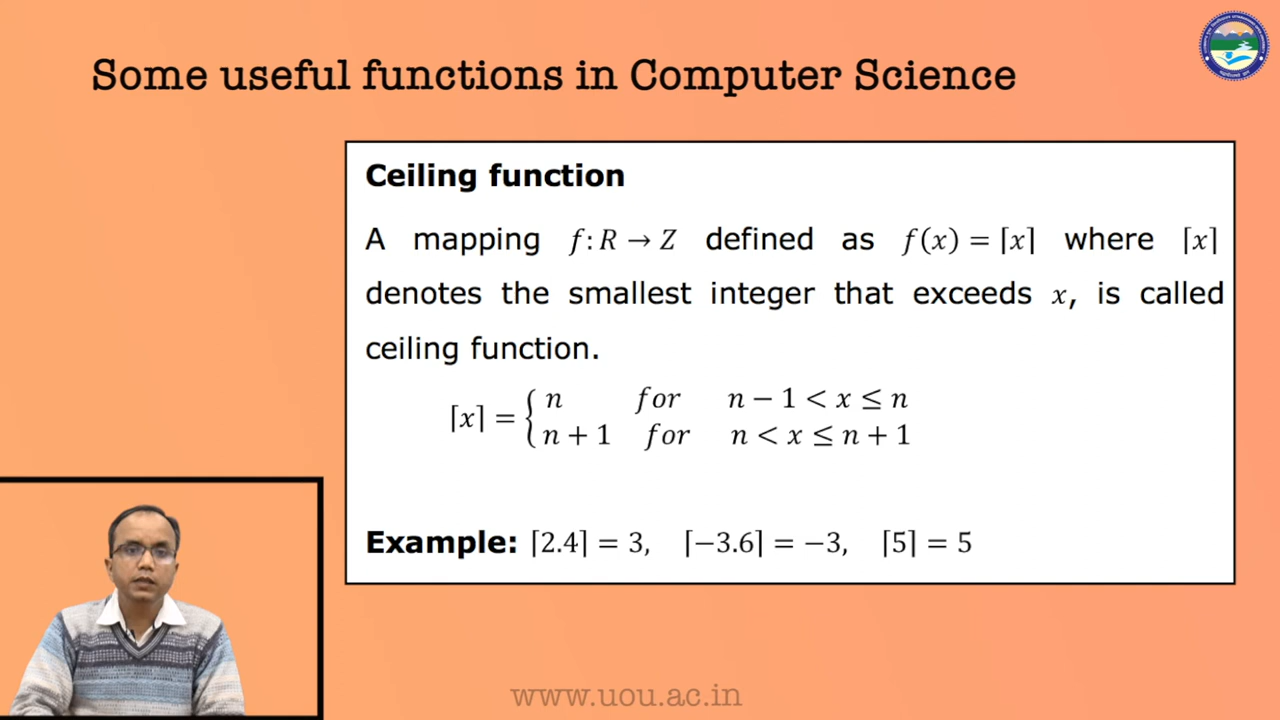 Some useful functions in Computer Science
Ceiling function
A mapping f: R → Z defined as f(x) = ⌈x⌉ where ⌈x⌉
denotes the smallest integer that exceeds x, is called
ceiling function.
⌈x⌉ = { n for n − 1 < x ≤ n
n + 1 for n < x ≤ n + 1
Example: ⌈2.4⌉ = 3, ⌈−3.6⌉ = −3, ⌈5⌉ = 5
www.uou.ac.in